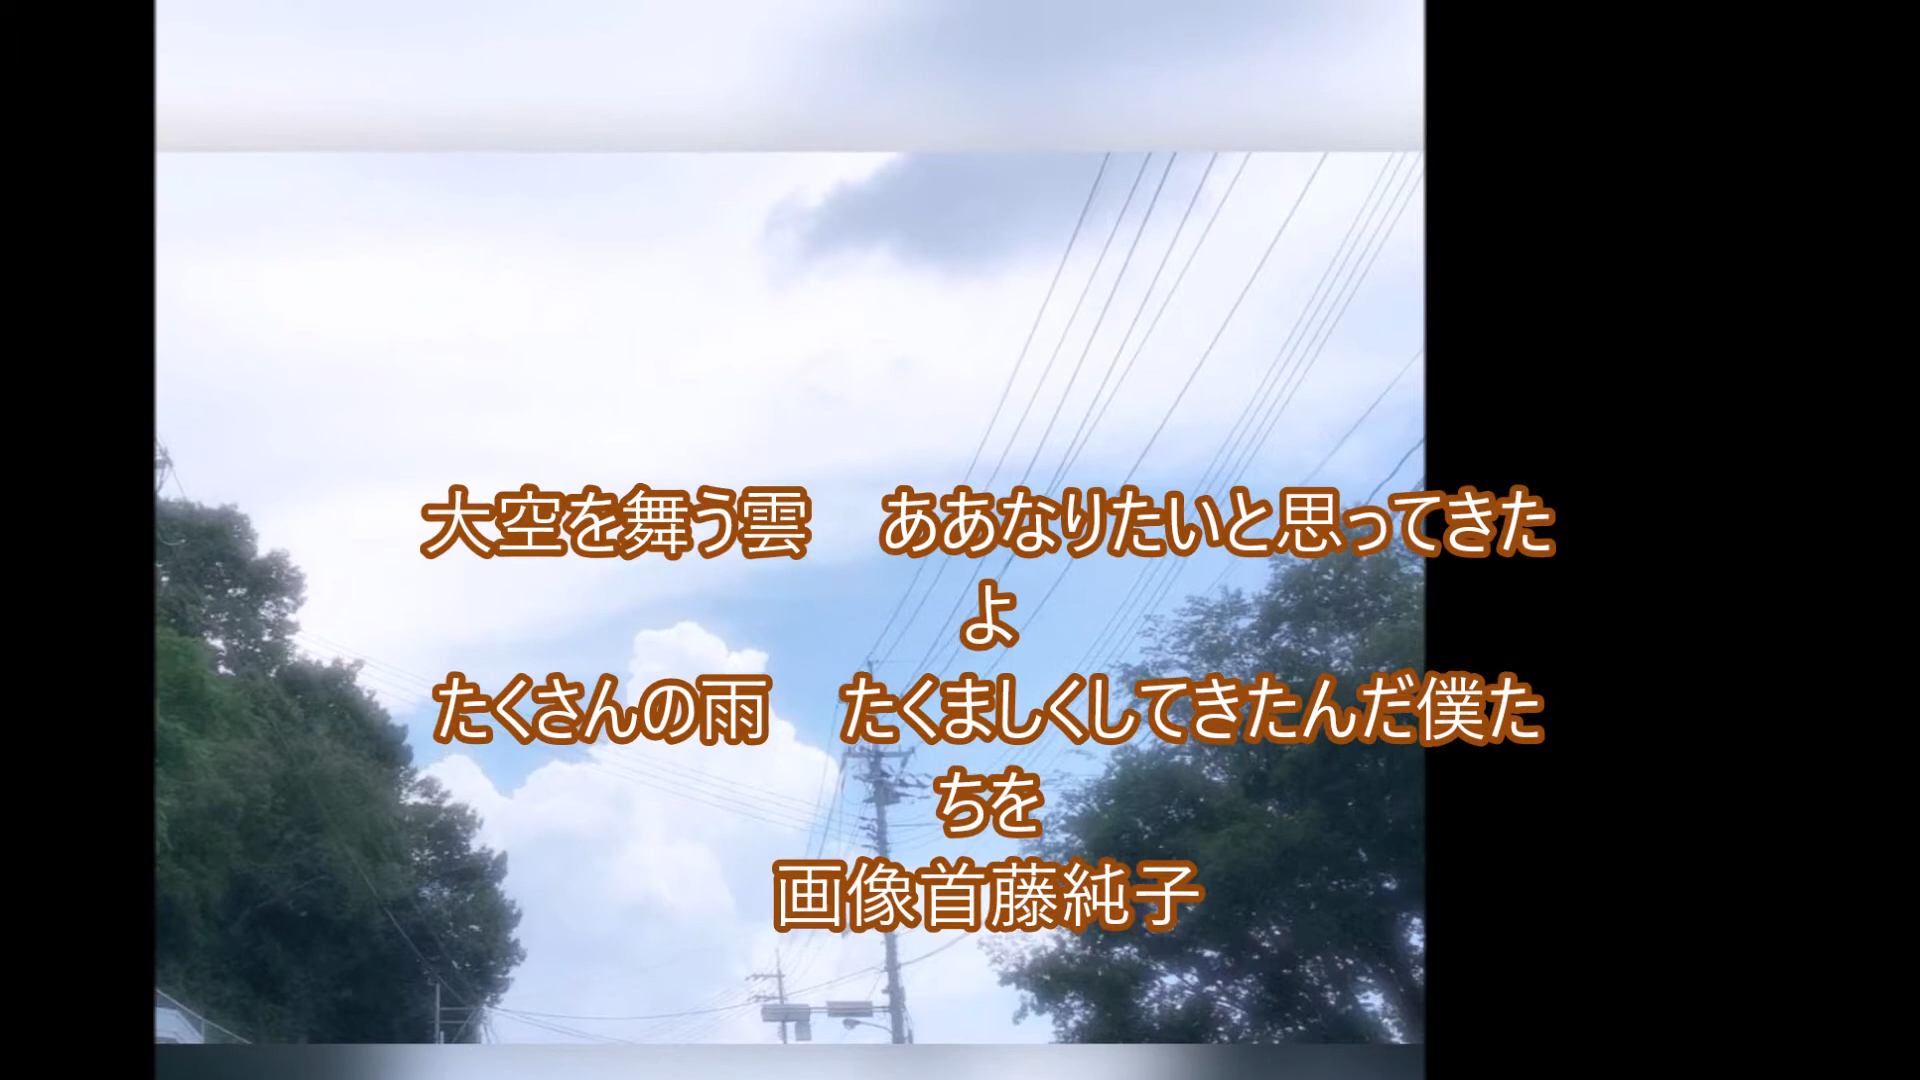 大空を舞う雲　ああなりたいと思ってきた
よ
たくさんの雨　たくましくしてきたんだ僕た
ちを
画像首藤純子